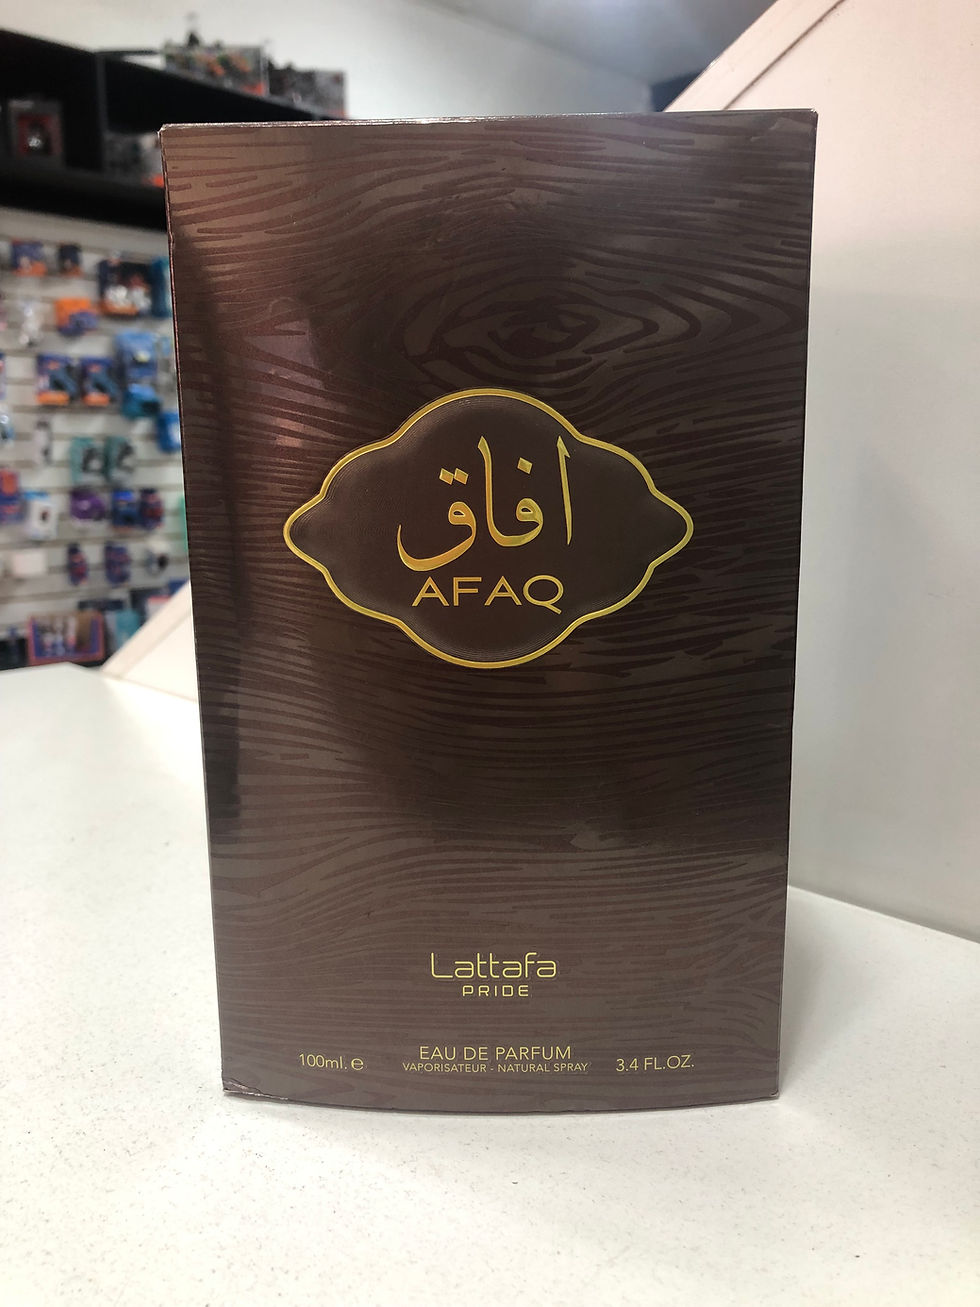 افاق
AFAQ
Lattafa
PRIDE
EAU DE PARFUM
VAPORISATEUR - NATURAL SPRAY
100ml. ℮
3.4 FL.OZ.